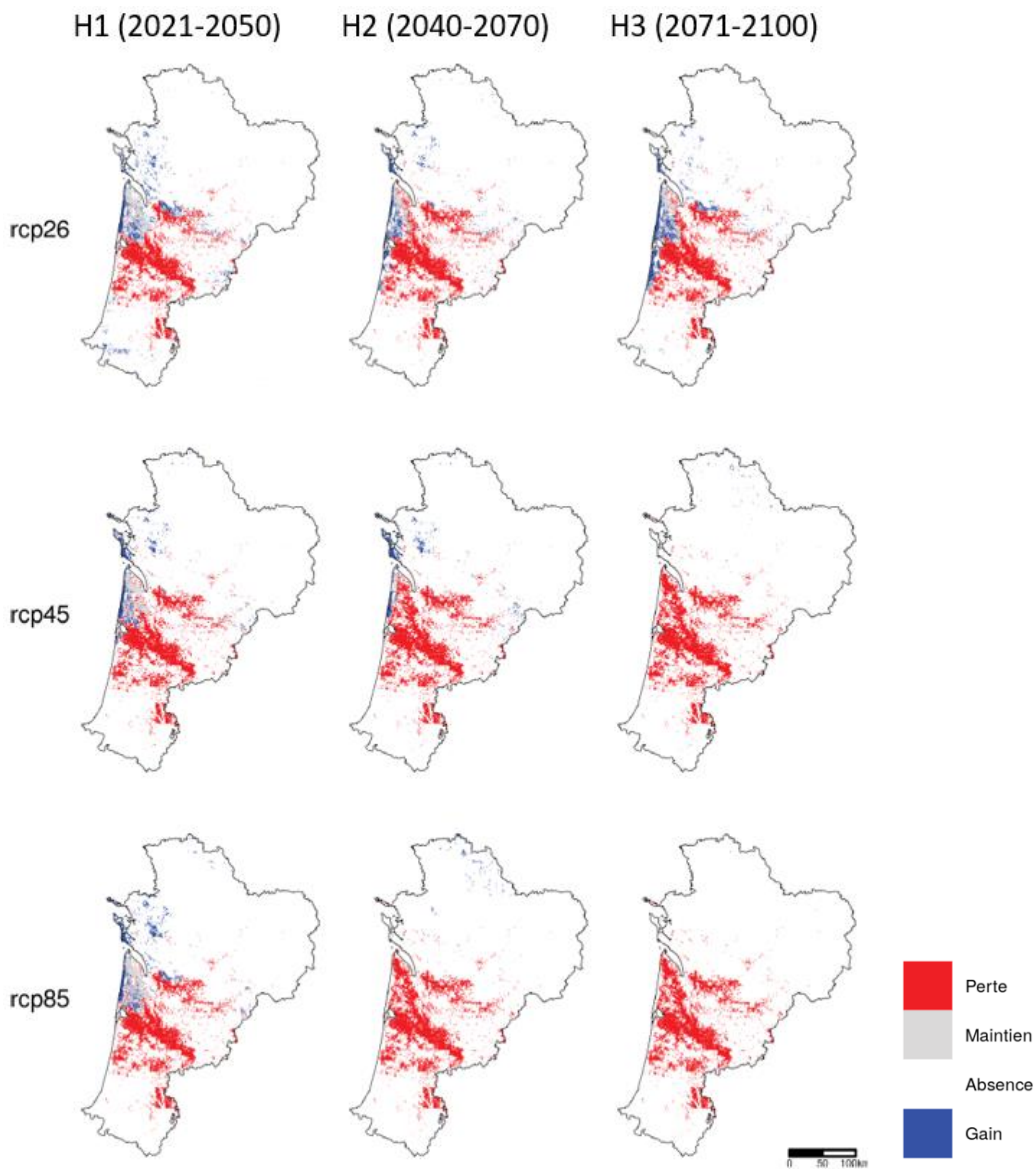 H1 (2021-2050) H2 (2040-2070) H3 (2071-2100)
rcp26
rcp45
rcp85
Perte
Maintien
Absence
Gain
0 50 100km